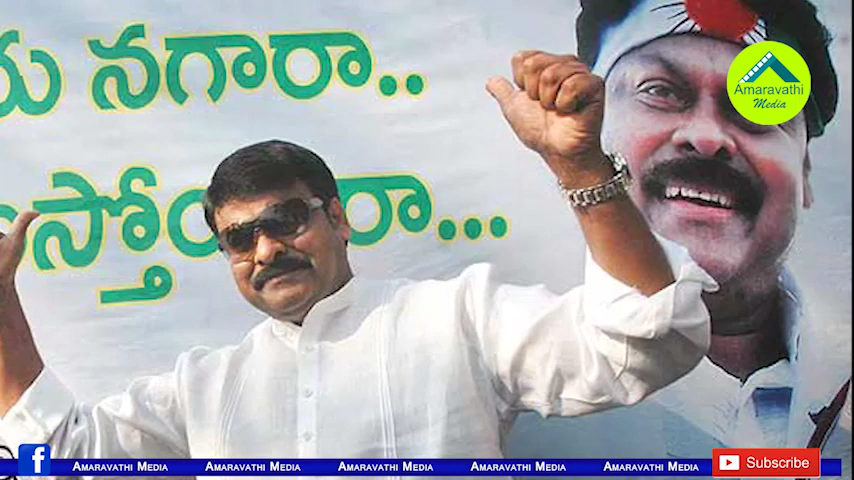 నగారా..
Amaravathi
Media
f
AMARAVATHI MEDIA AMARAVATHI MEDIA AMARAVATHI MEDIA AMARAVATHI MEDIA AMARAVATHI MEDIA
Subscribe